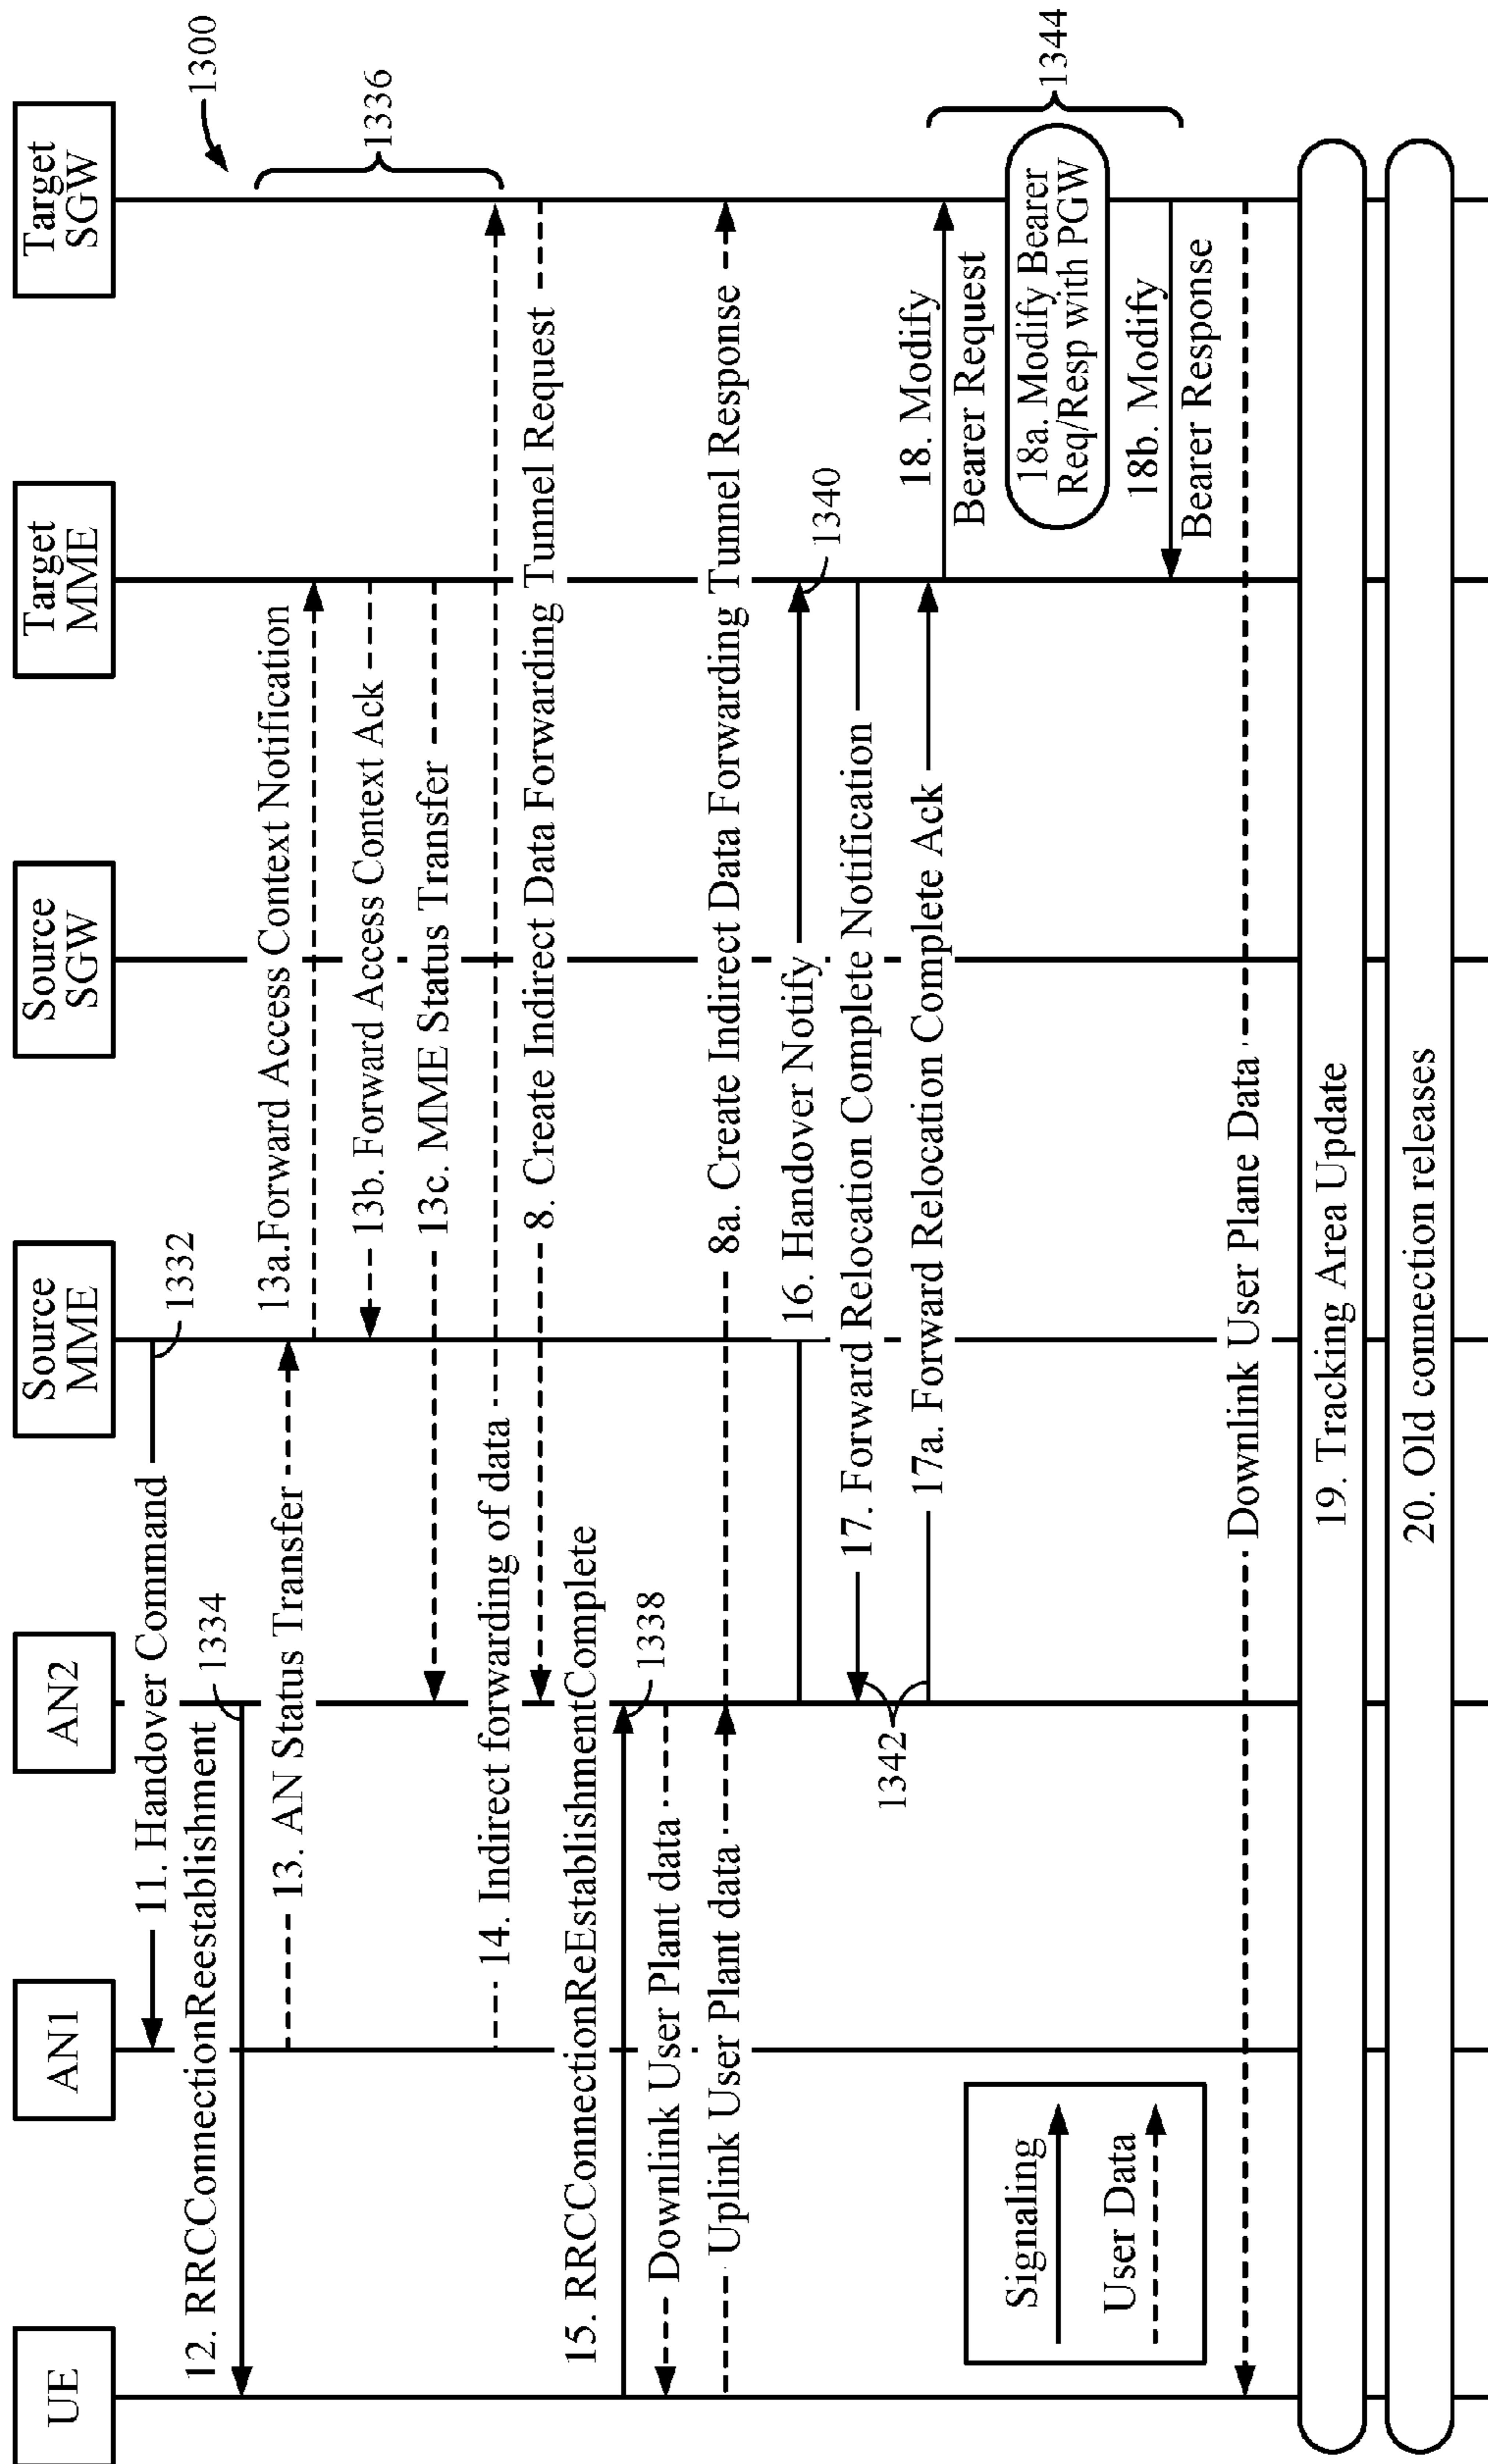 UE
AN1
AN2
Source
MME
Source
SGW
Target
MME
Target
SGW
1300
11. Handover Command
1332
12. RRCConnectionReestablishment
1334
13. AN Status Transfer
13a.Forward Access Context Notification
13b. Forward Access Context Ack
13c. MME Status Transfer
1336
14. Indirect forwarding of data
8. Create Indirect Data Forwarding Tunnel Request
15. RRCConnectionReEstablishmentComplete
1338
Downlink User Plant data
Uplink User Plant data
8a. Create Indirect Data Forwarding Tunnel Response
16. Handover Notify
1340
17. Forward Relocation Complete Notification
17a. Forward Relocation Complete Ack
1342
18. Modify
Bearer Request
18a. Modify Bearer
Req/Resp with PGW
18b. Modify
Bearer Response
1344
Downlink User Plane Data
Signaling
User Data
19. Tracking Area Update
20. Old connection releases